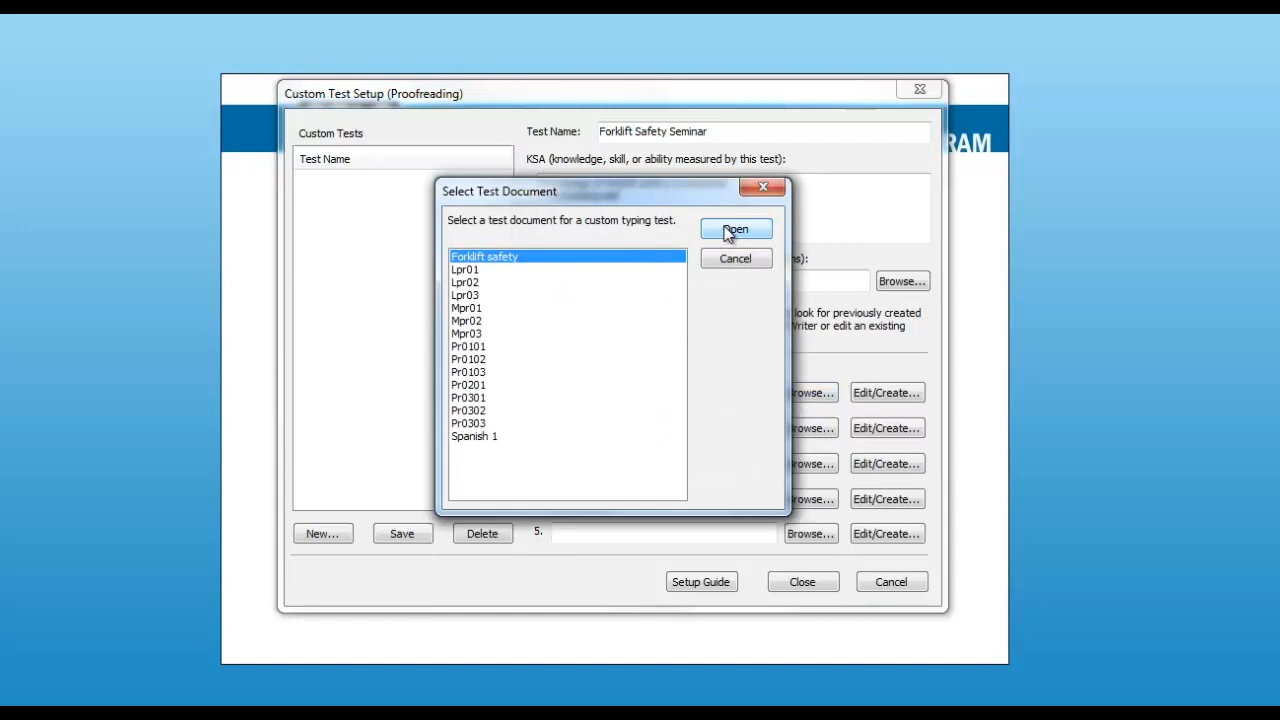 Custom Test Setup (Proofreading)
RAM
Custom Tests
Test Name: Forklift Safety Seminar
Test Name
KSA (knowledge, skill, or ability measured by this test):
Select Test Document
Select a test document for a custom typing test.
Open
Cancel
Forklift safety
Lpr01
Lpr02
Lpr03
Mpr01
Mpr02
Mpr03
Pr0101
Pr0102
Pr0103
Pr0201
Pr0301
Pr0302
Pr0303
Spanish 1
ns):
Browse...
look for previously created
Writer or edit an existing
rowse... Edit/Create...
rowse... Edit/Create...
rowse... Edit/Create...
rowse... Edit/Create...
5. Browse... Edit/Create...
New... Save Delete
Setup Guide Close Cancel